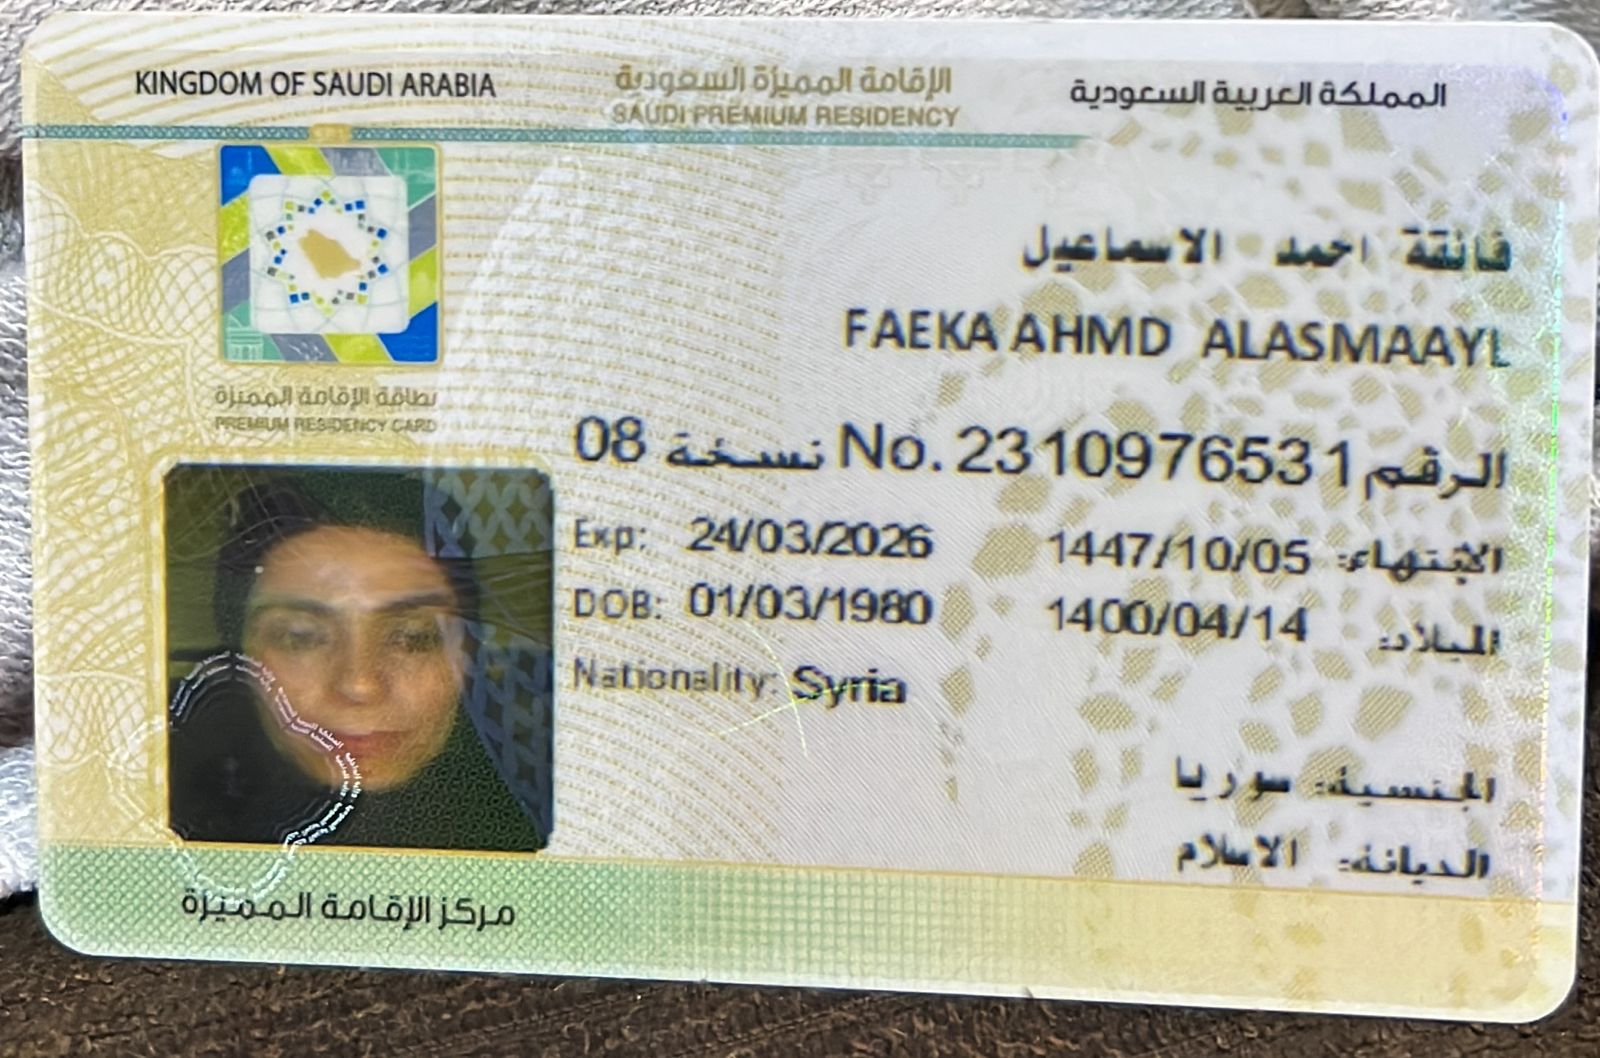 KINGDOM OF SAUDI ARABIA
الإقامة المميزة السعودية
SAUDI PREMIUM RESIDENCY
المملكة العربية السعودية
بطاقة الإقامة المميزة
PREMIUM RESIDENCY CARD
فائقة احمد الاسماعيل
FAEKA AHMD ALASMAAYL
الرقم No. 2310976531 نسخة 08
Exp: 24/03/2026 الإنتهاء: 1447/10/05
DOB: 01/03/1980 الميلاد: 1400/04/14
Nationality: Syria
الجنسية: سوريا
الديانة: الاسلام
مركز الإقامة المميزة